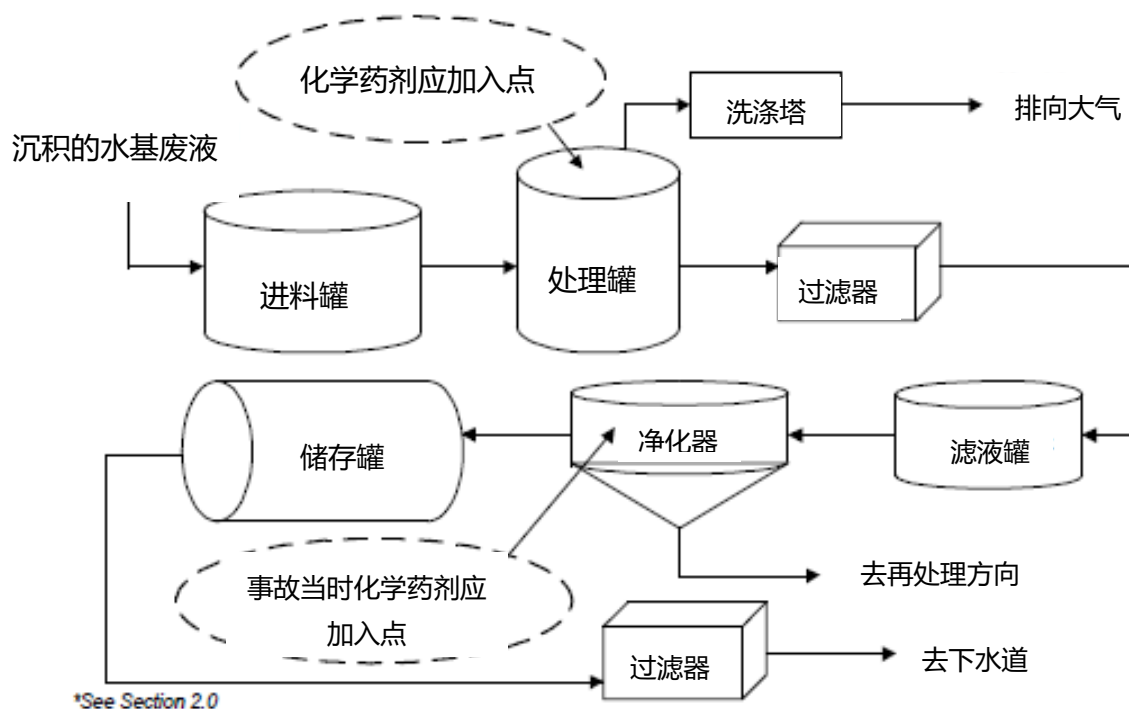 化学药剂应加入点
洗涤塔
排向大气
沉积的水基废液
进料罐
处理罐
过滤器
储存罐
净化器
滤液罐
事故当时化学药剂应
加入点
去再处理方向
过滤器
去下水道
*See Section 2.0